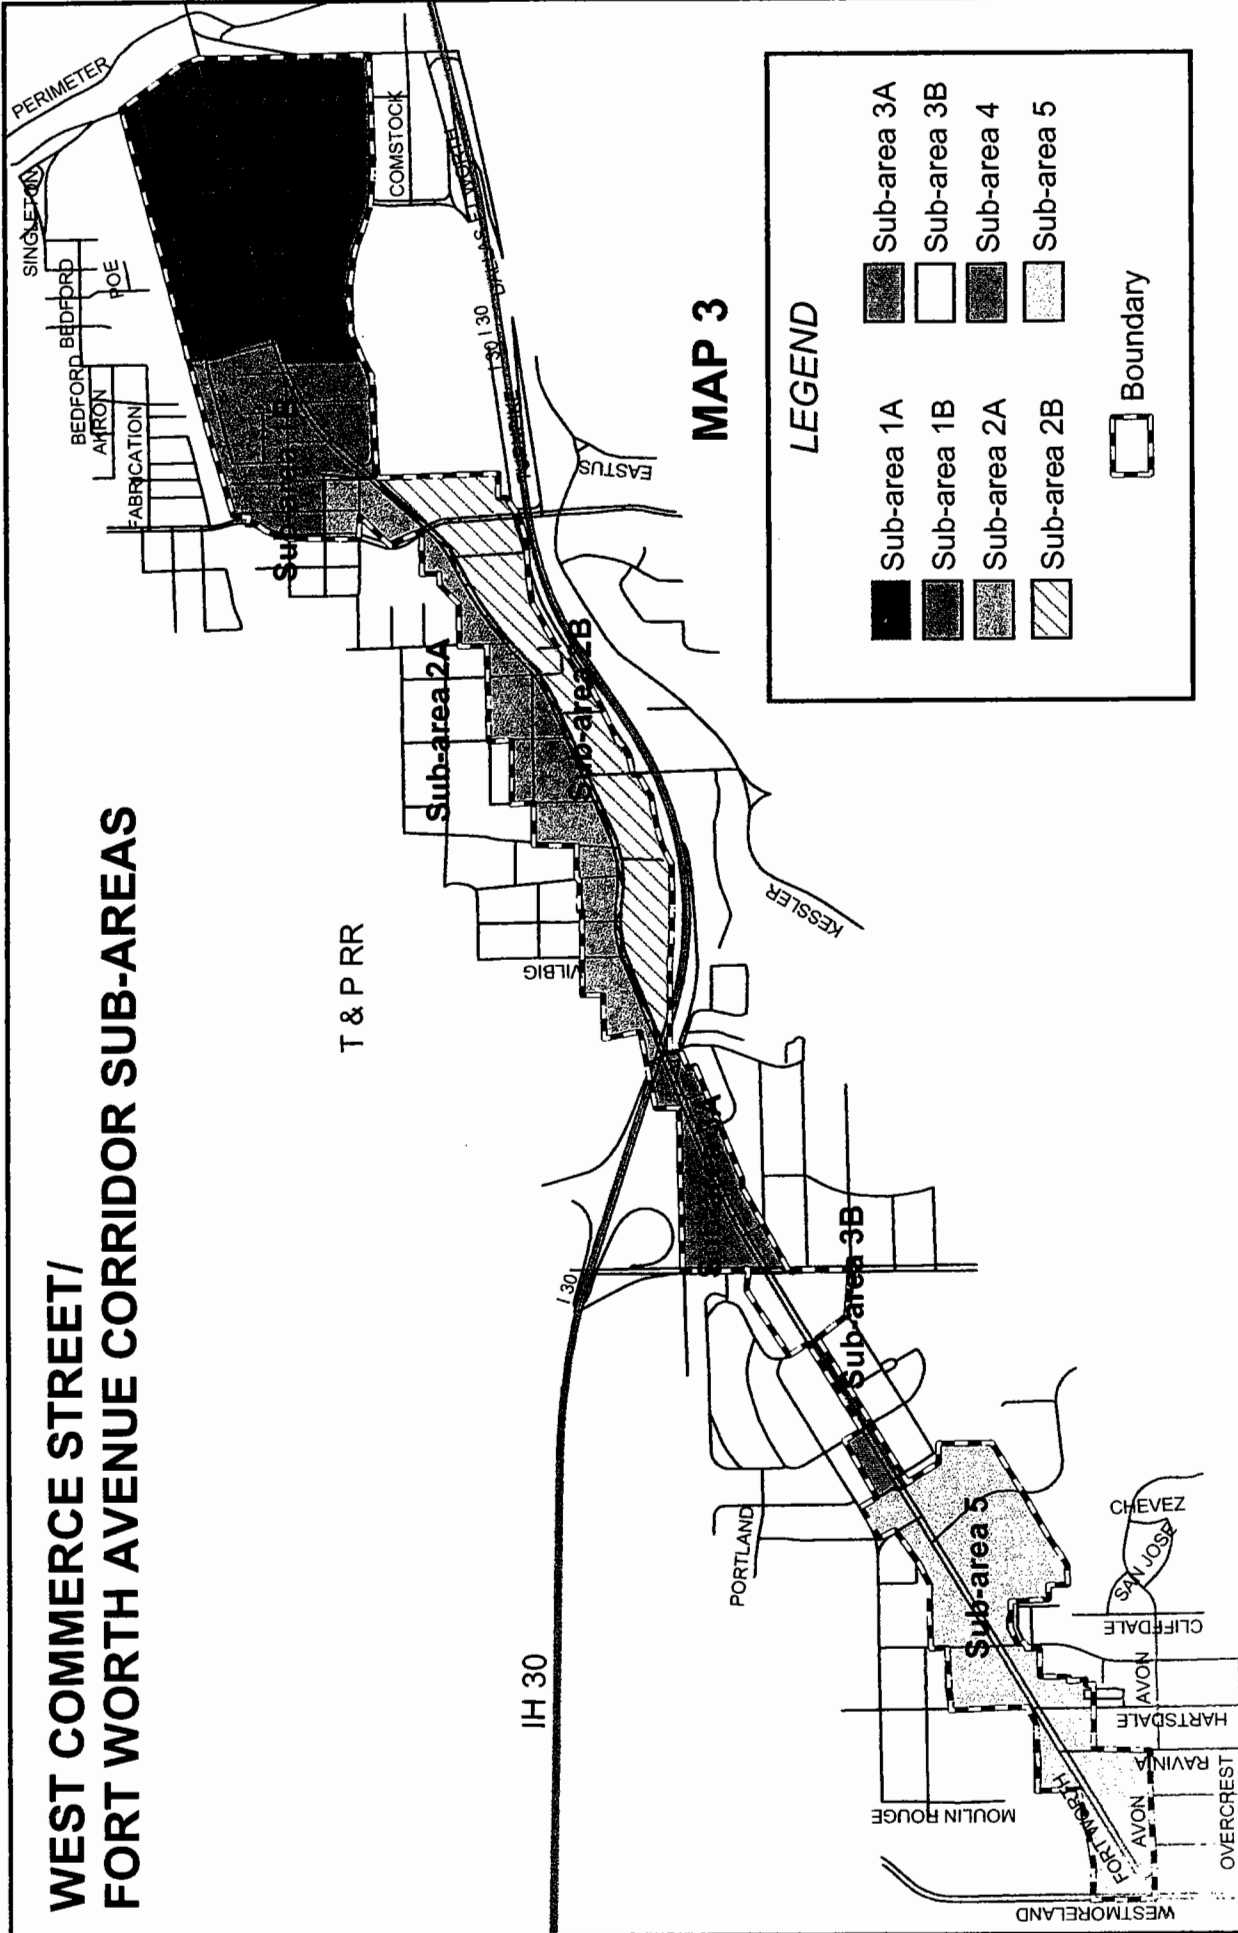 WEST COMMERCE STREET/
FORT WORTH AVENUE CORRIDOR SUB-AREAS
PERIMETER
SINGLETON
BEDFORD
BEDFORD
POE
AKRON
FABRICATION
COMSTOCK
I 30
I 30
EASTUS
Sub-area 2A
Sub-area 2B
T & P RR
VILBIG
KESSLER
I 30
IH 30
Sub-area 3B
PORTLAND
Sub-area 5
CHEVEZ
SAN JOSE
CLIFFDALE
AVON
HARTSDALE
RAVINIA
MOULIN ROUGE
FORT WORTH
AVON
OVERCREST
WESTMORELAND
MAP 3
LEGEND
Sub-area 1A
Sub-area 1B
Sub-area 2A
Sub-area 2B
Sub-area 3A
Sub-area 3B
Sub-area 4
Sub-area 5
Boundary